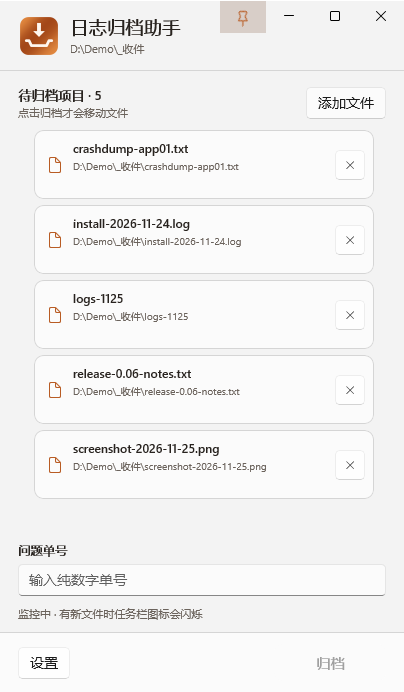 日志归档助手
D:\Demo\_收件
待归档项目 · 5
点击归档才会移动文件
添加文件
crashdump-app01.txt
D:\Demo\_收件\crashdump-app01.txt
install-2026-11-24.log
D:\Demo\_收件\install-2026-11-24.log
logs-1125
D:\Demo\_收件\logs-1125
release-0.06-notes.txt
D:\Demo\_收件\release-0.06-notes.txt
screenshot-2026-11-25.png
D:\Demo\_收件\screenshot-2026-11-25.png
问题单号
输入纯数字单号
监控中 · 有新文件时任务栏图标会闪烁
设置
归档